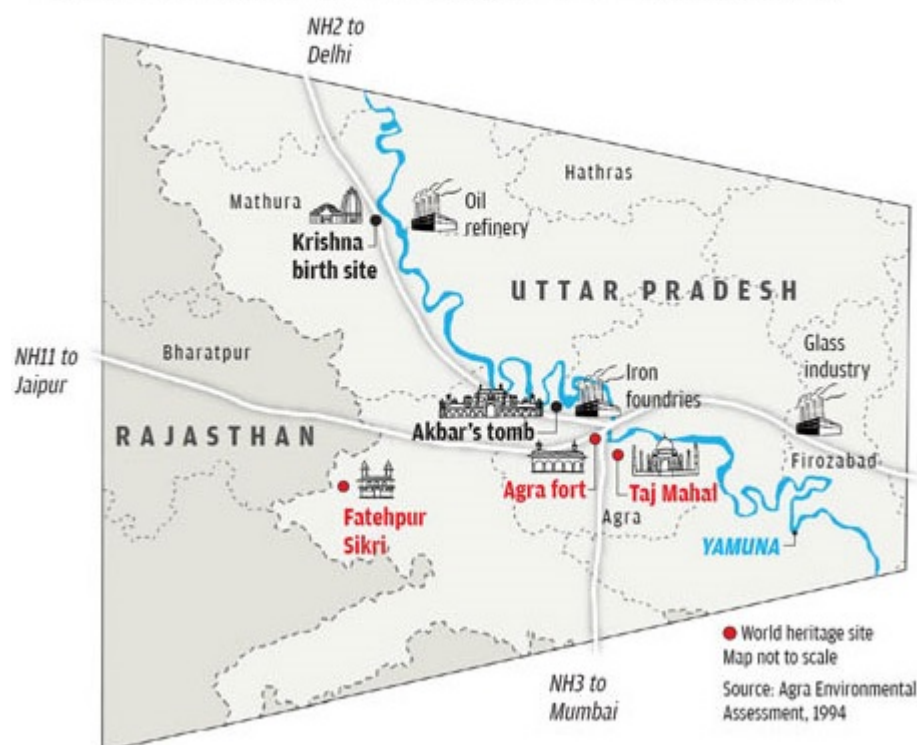 NH2 to
Delhi
Hathras
Mathura
Oil
refinery
Krishna
birth site
UTTAR PRADESH
NH11 to
Jaipur
Bharatpur
Glass
industry
Iron
foundries
Akbar's tomb
RAJASTHAN
Firozabad
Agra fort
Taj Mahal
Fatehpur
Sikri
Agra
YAMUNA
World heritage site
Map not to scale
Source: Agra Environmental
Assessment, 1994
NH3 to
Mumbai